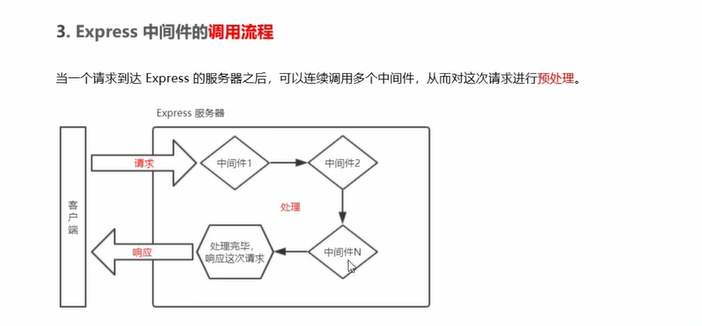 3. Express 中间件的调用流程
当一个请求到达 Express 的服务器之后，可以连续调用多个中间件，从而对这次请求进行预处理。
Express 服务器
客户端
请求
中间件1
中间件2
处理
响应
处理完毕，
响应这次请求
中间件N